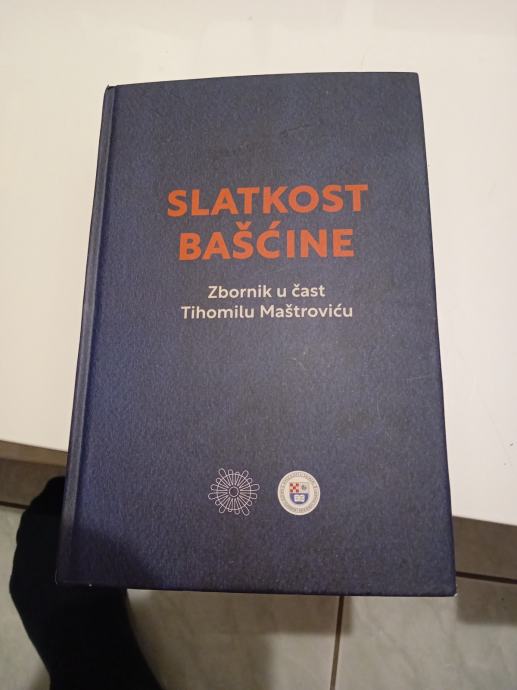 SLATKOST
BAŠĆINE
Zbornik u čast
Tihomilu Maštroviću